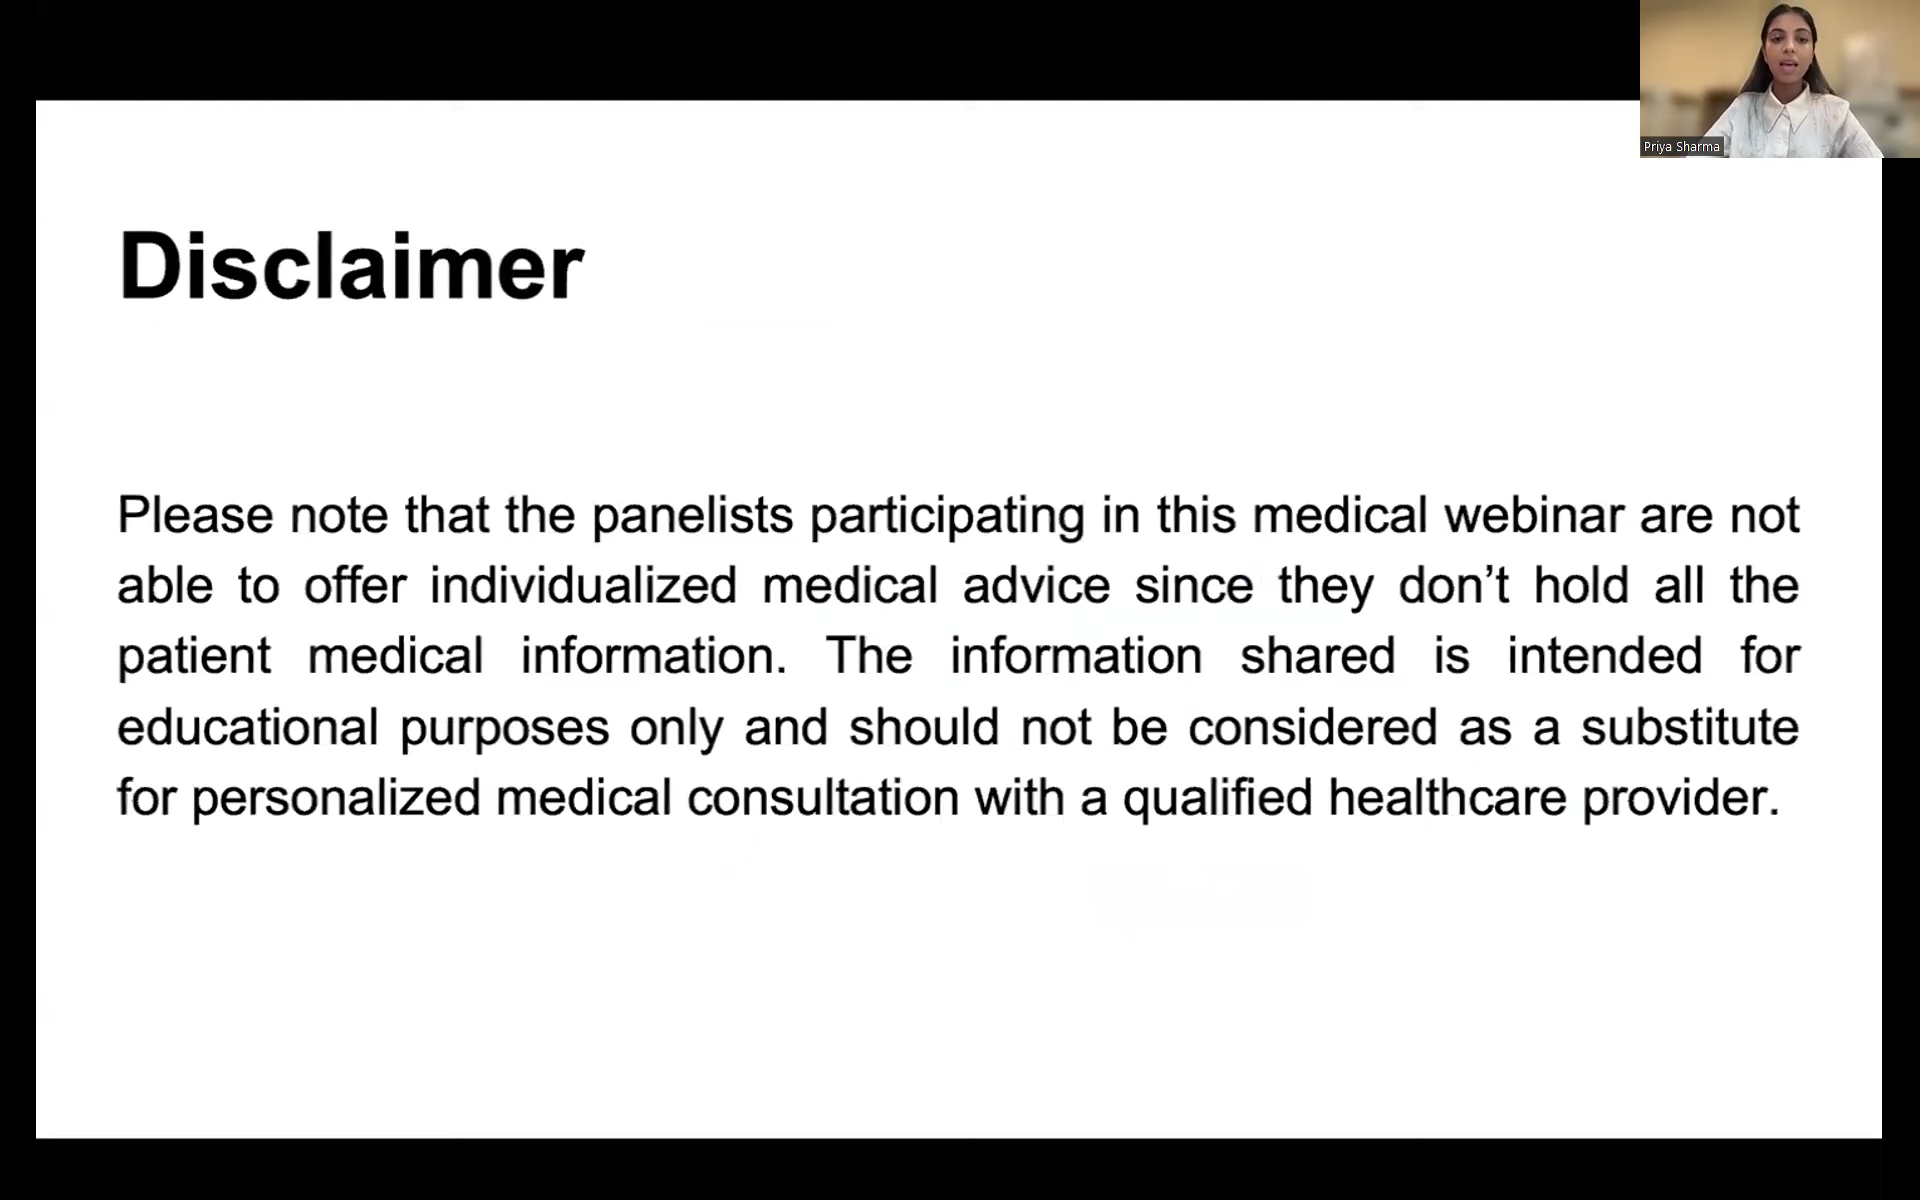 Priya Sharma
Disclaimer
Please note that the panelists participating in this medical webinar are not
able to offer individualized medical advice since they don’t hold all the
patient medical information. The information shared is intended for
educational purposes only and should not be considered as a substitute
for personalized medical consultation with a qualified healthcare provider.